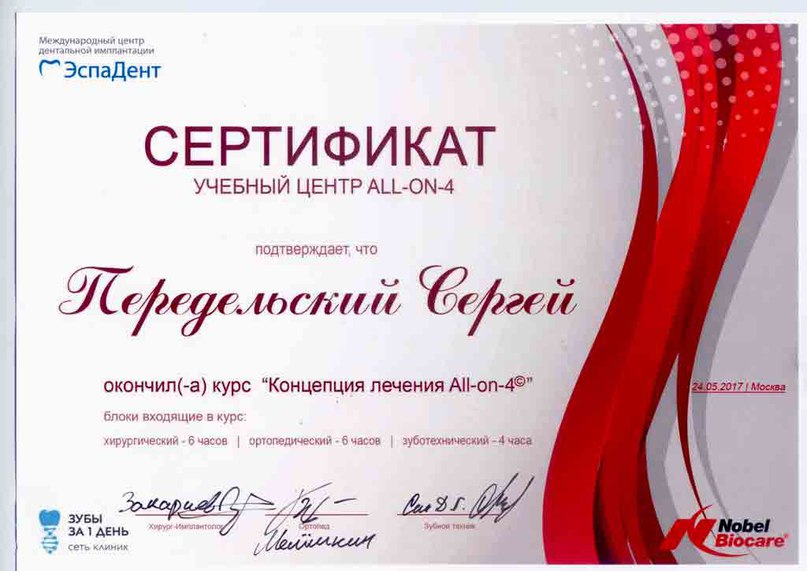 Международный центр
дентальной имплантации
ЭспаДент
СЕРТИФИКАТ
УЧЕБНЫЙ ЦЕНТР ALL-ON-4
подтверждает, что
Передельский Сергей
окончил(-а) курс "Концепция лечения All-on-4©"
24.05.2017 | Москва
блоки входящие в курс:
хирургический - 6 часов | ортопедический - 6 часов | зуботехнический - 4 часа
Хирург-Имплантолог
Ортопед
Зубной техник
ЗУБЫ
ЗА 1 ДЕНЬ
сеть клиник
Nobel
Biocare®